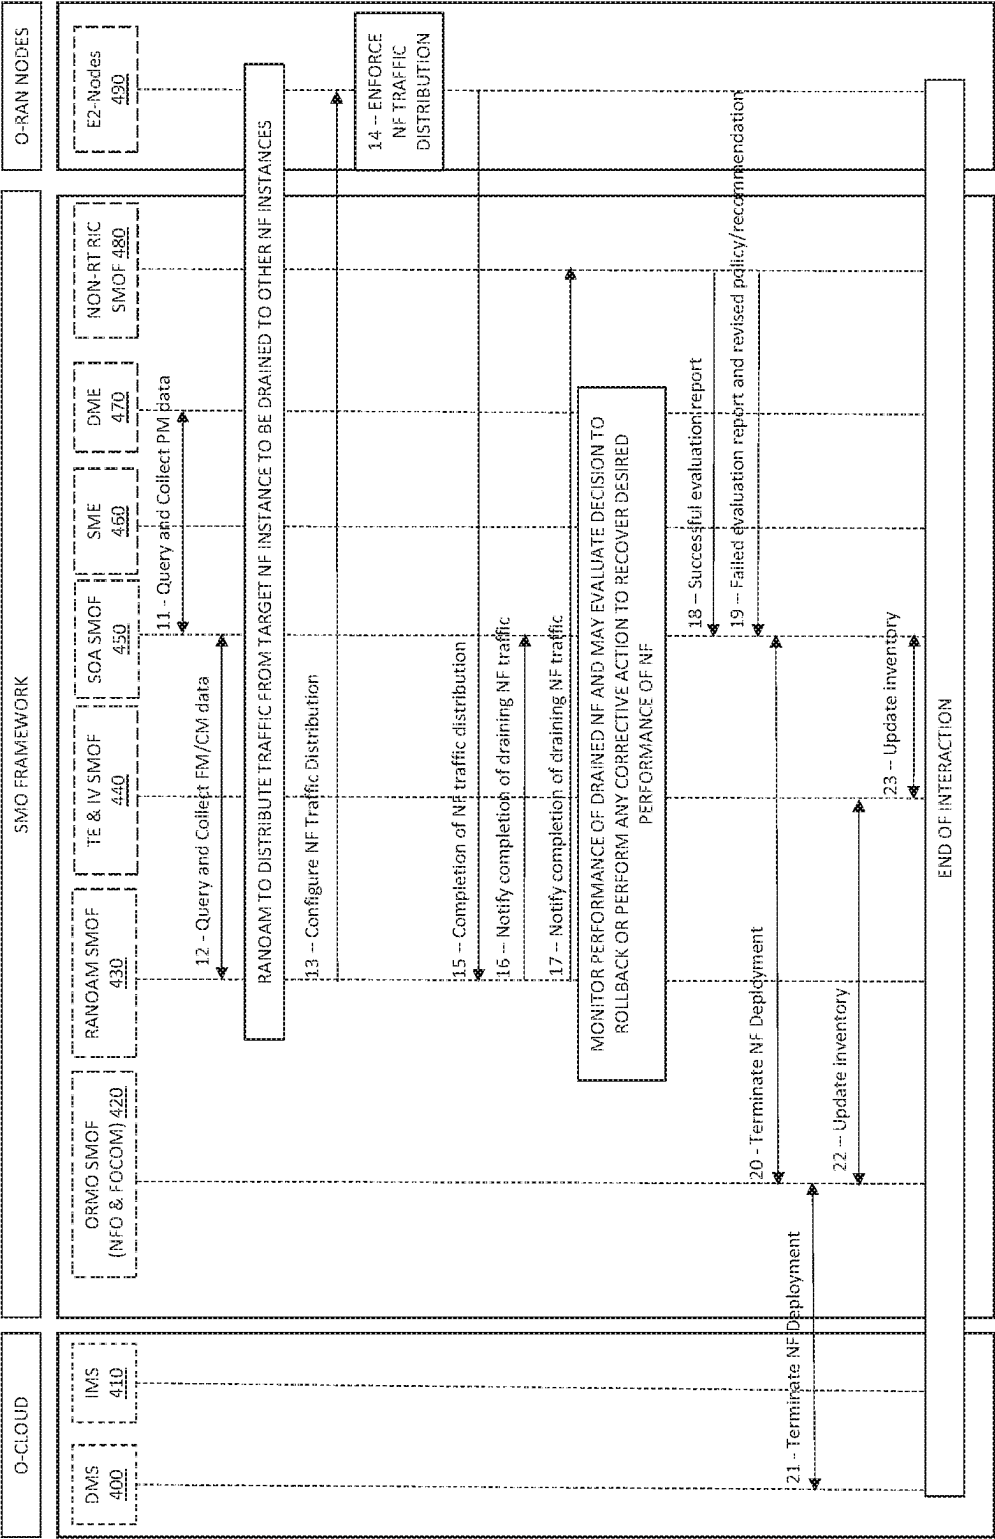 O-CLOUD
SMO FRAMEWORK
O-RAN NODES
DMS
400
IMS
410
ORMO SMOF
(NFO & FOCOM) 420
RANOAM SMOF
430
TE & IV SMOF
440
SOA SMOF
450
SME
460
DME
470
NON-RT RIC
SMOF 480
E2-Nodes
490
11 - Query and Collect PM data
12 - Query and Collect FM/CM data
RANOAM TO DISTRIBUTE TRAFFIC FROM TARGET NF INSTANCE TO BE DRAINED TO OTHER NF INSTANCES
13 – Configure NF Traffic Distribution
14 – ENFORCE
NF TRAFFIC
DISTRIBUTION
15 – Completion of NF traffic distribution
16 – Notify completion of draining NF traffic
17 – Notify completion of draining NF traffic
MONITOR PERFORMANCE OF DRAINED NF AND MAY EVALUATE DECISION TO
ROLLBACK OR PERFORM ANY CORRECTIVE ACTION TO RECOVER DESIRED
PERFORMANCE OF NF
18 – Successful evaluation report
19 – Failed evaluation report and revised policy/recommendation
20 - Terminate NF Deployment
21 – Terminate NF Deployment
22 – Update inventory
23 – Update inventory
END OF INTERACTION